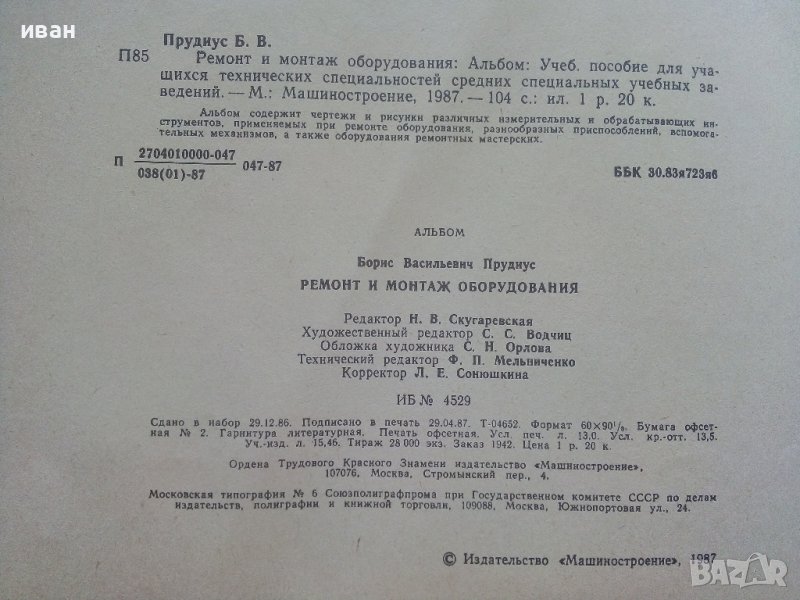 иван
Прудиус Б. В.
П85 Ремонт и монтаж оборудования: Альбом: Учеб. пособие для уча-
щихся технических специальностей средних специальных учебных за-
ведений. — М.: Машиностроение, 1987. — 104 с.: ил. 1 р. 20 к.
Альбом содержит чертежи и рисунки различных измерительных и обрабатывающих ин-
струментов, применяемых при ремонте оборудования, разнообразных приспособлений, вспомога-
тельных механизмов, а также оборудования ремонтных мастерских.
П 2704010000-047 047-87
038(01)-87
ББК 30.83я723я6
АЛЬБОМ
Борис Васильевич Прудиус
РЕМОНТ И МОНТАЖ ОБОРУДОВАНИЯ
Редактор Н. В. Скугаревская
Художественный редактор С. С. Водчиц
Обложка художника С. Н. Орлова
Технический редактор Ф. П. Мельниченко
Корректор Л. Е. Сонюшкина
ИБ № 4529
Сдано в набор 29.12.86. Подписано в печать 29.04.87. Т-04652. Формат 60×90¹/₈. Бумага офсет-
ная № 2. Гарнитура литературная. Печать офсетная. Усл. печ. л. 13,0. Усл. кр.-отт. 13,5.
Уч.-изд. л. 15,46. Тираж 28 000 экз. Заказ 1942. Цена 1 р. 20 к.
Ордена Трудового Красного Знамени издательство «Машиностроение»,
107076, Москва, Стромынский пер., 4.
Московская типография № 6 Союзполиграфпрома при Государственном комитете СССР по делам
издательств, полиграфии и книжной торговли, 109088, Москва, Южнопортовая ул., 24.
© Издательство «Машиностроение», 1987
BAZAR